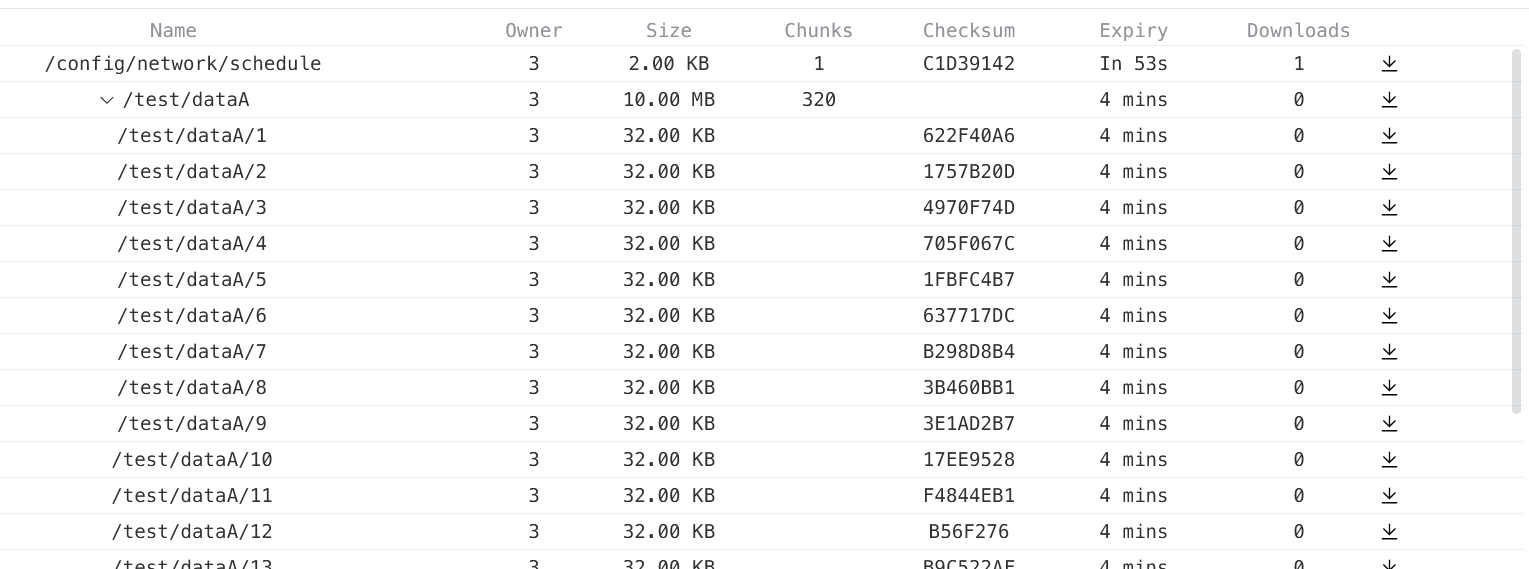 Name Owner Size Chunks Checksum Expiry Downloads
/config/network/schedule 3 2.00 KB 1 C1D39142 In 53s 1
/test/dataA 3 10.00 MB 320 4 mins 0
/test/dataA/1 3 32.00 KB 622F40A6 4 mins 0
/test/dataA/2 3 32.00 KB 1757B20D 4 mins 0
/test/dataA/3 3 32.00 KB 4970F74D 4 mins 0
/test/dataA/4 3 32.00 KB 705F067C 4 mins 0
/test/dataA/5 3 32.00 KB 1FBFC4B7 4 mins 0
/test/dataA/6 3 32.00 KB 637717DC 4 mins 0
/test/dataA/7 3 32.00 KB B298D8B4 4 mins 0
/test/dataA/8 3 32.00 KB 3B460BB1 4 mins 0
/test/dataA/9 3 32.00 KB 3E1AD2B7 4 mins 0
/test/dataA/10 3 32.00 KB 17EE9528 4 mins 0
/test/dataA/11 3 32.00 KB F4844EB1 4 mins 0
/test/dataA/12 3 32.00 KB B56F276 4 mins 0
/test/dataA/13 3 32.00 KB 4 mins 0